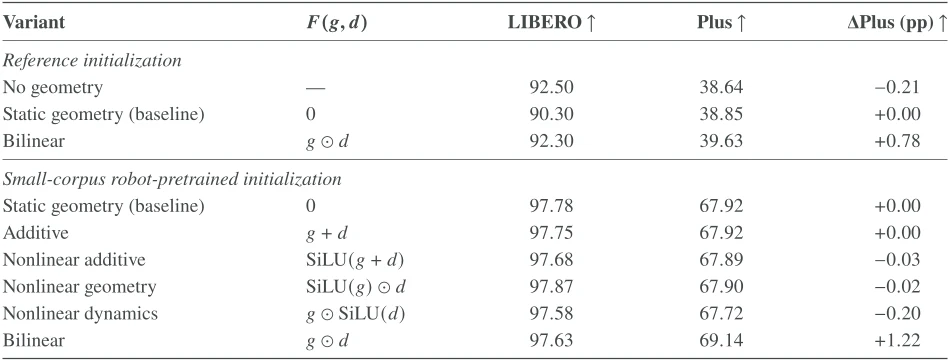 Variant F(g, d) LIBERO ↑ Plus ↑ ΔPlus (pp) ↑
Reference initialization
No geometry — 92.50 38.64 −0.21
Static geometry (baseline) 0 90.30 38.85 +0.00
Bilinear g ⊙ d 92.30 39.63 +0.78
Small-corpus robot-pretrained initialization
Static geometry (baseline) 0 97.78 67.92 +0.00
Additive g + d 97.75 67.92 +0.00
Nonlinear additive SiLU(g + d) 97.68 67.89 −0.03
Nonlinear geometry SiLU(g) ⊙ d 97.87 67.90 −0.02
Nonlinear dynamics g ⊙ SiLU(d) 97.58 67.72 −0.20
Bilinear g ⊙ d 97.63 69.14 +1.22